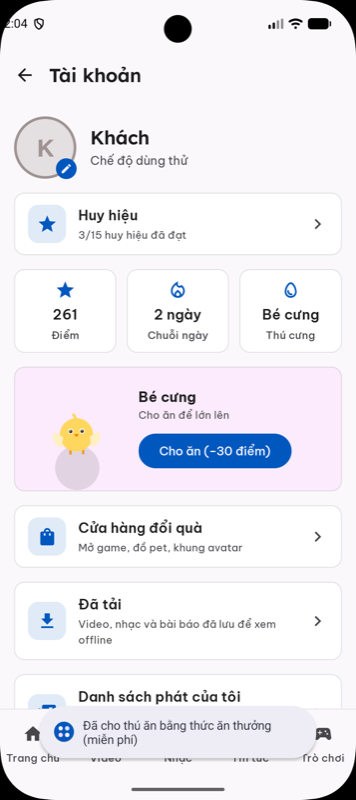 2:04
Tài khoản
K
Khách
Chế độ dùng thử
Huy hiệu
3/15 huy hiệu đã đạt
261
Điểm
2 ngày
Chuỗi ngày
Bé cưng
Thú cưng
Bé cưng
Cho ăn để lớn lên
Cho ăn (-30 điểm)
Cửa hàng đổi quà
Mở game, đồ pet, khung avatar
Đã tải
Video, nhạc và bài báo đã lưu để xem
offline
Danh sách phát của tôi
Đã cho thú ăn bằng thức ăn thưởng
(miễn phí)
Trang chủ
Video
Nhạc
Tin tức
Trò chơi